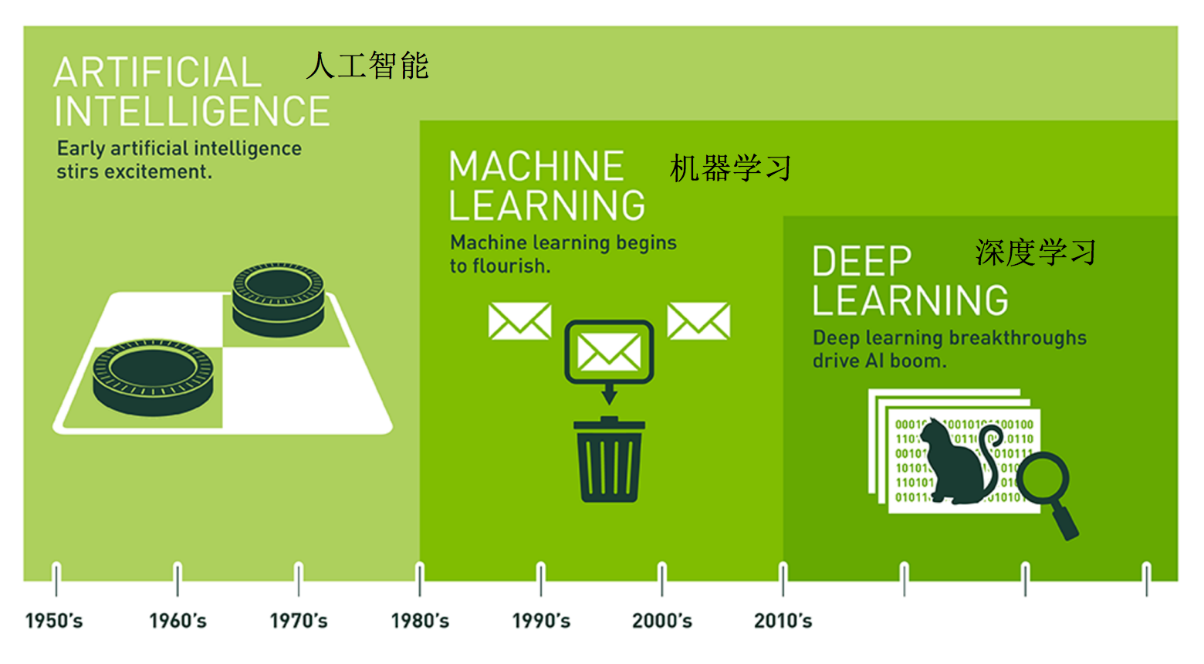 ARTIFICIAL
INTELLIGENCE
人工智能
Early artificial intelligence
stirs excitement.
MACHINE
LEARNING
机器学习
Machine learning begins
to flourish.
DEEP
LEARNING
深度学习
Deep learning breakthroughs
drive AI boom.
1950's
1960's
1970's
1980's
1990's
2000's
2010's